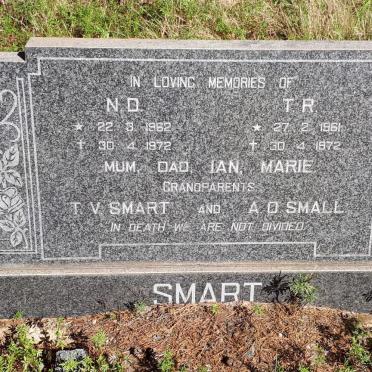 IN LOVING MEMORIES OF
N.D. T.R.
★ 22. 3. 1962 ★ 27. 2. 1961
✝ 30. 4. 1972 ✝ 30. 4. 1972
MUM, DAD, IAN, MARIE
GRANDPARENTS
T. V. SMART AND A. D. SMALL
IN DEATH WE ARE NOT DIVIDED
SMART